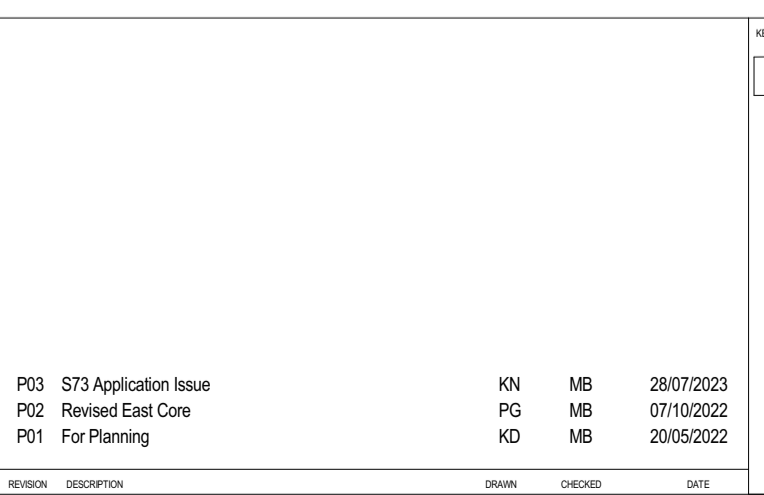 P03 S73 Application Issue KN MB 28/07/2023
P02 Revised East Core PG MB 07/10/2022
P01 For Planning KD MB 20/05/2022
REVISION DESCRIPTION DRAWN CHECKED DATE